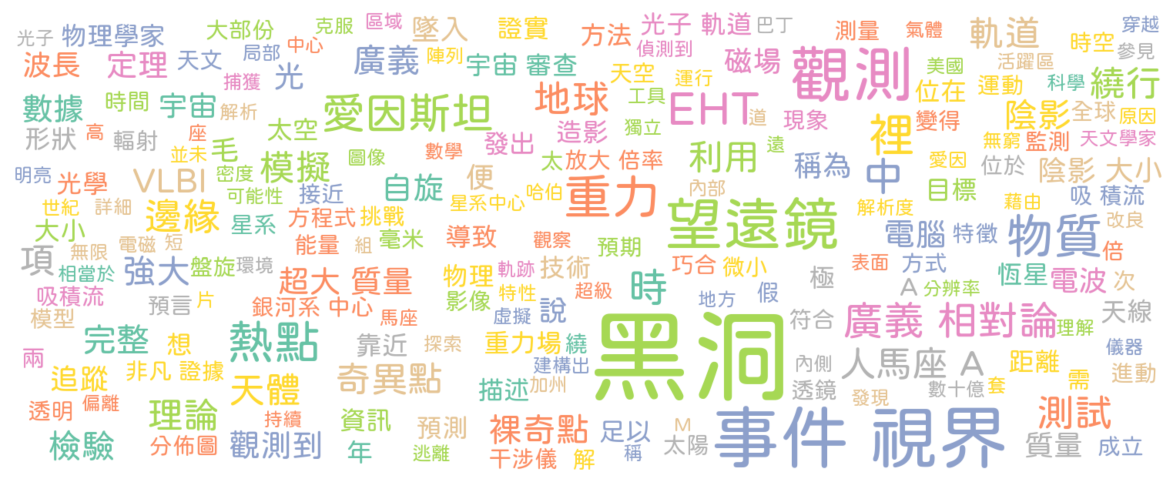 光子 物理學家 大部份 克服 區域 墜入 證實 方法 光子 軌道 巴丁 測量 氣體 軌道 時空 穿越
波長 定理 天文 局部 中心 廣義 陣列 宇宙 審查 偵測到 磁場 觀測 美國 活躍區 參見
數據 時間 宇宙 捕獲 光 愛因斯坦 地球 天空 運行 EHT 位在 運動 科學 繞行
形狀 高 輻射 座 解析 太空 發出 造影 工具 獨立 道 現象 裡 變得 陰影 全球 原因
明亮 光學 並未 毛 密度 模擬 圖像 數學 太 放大 倍率 利用 遠 稱為 中 無窮 監測 天文學家
VLBI 可能性 接近 自旋 便 哈伯 重力 內部 愛因 目標 位於 陰影 大小
世紀 詳細 邊緣 星系 方程式 挑戰 星系中心 望遠鏡 解析度 藉由 吸 積流 改良
大小 無限 電磁 短 能量 組 毫米 導致 觀察 預期 電腦 特徵 物質 倍
項 相當於 強大 盤旋 環境 超大 質量 物理 軌跡 技術 巧合 微小 極 表面 方式 恆星 電波 次
吸積流 預言 片 銀河系 中心 馬座 影像 特性 超級 時 地方 假 A 分辨率
模型 完整 想 熱點 靠近 探索 重力場 虛擬 說 繞 黑洞 符合 廣義 相對論 理解 天線
兩 追蹤 非凡 證據 天體 奇異點 描述 建構出 加州 內側 透鏡 人馬座 A 距離 需 進動 儀器
透明 偏離 理論 持續 資訊 預測 裸奇點 足以 M 發現 數十億 套 測試
檢驗 分佈圖 觀測到 年 逃離 干涉儀 解 稱 太陽 事件 視界 質量 成立